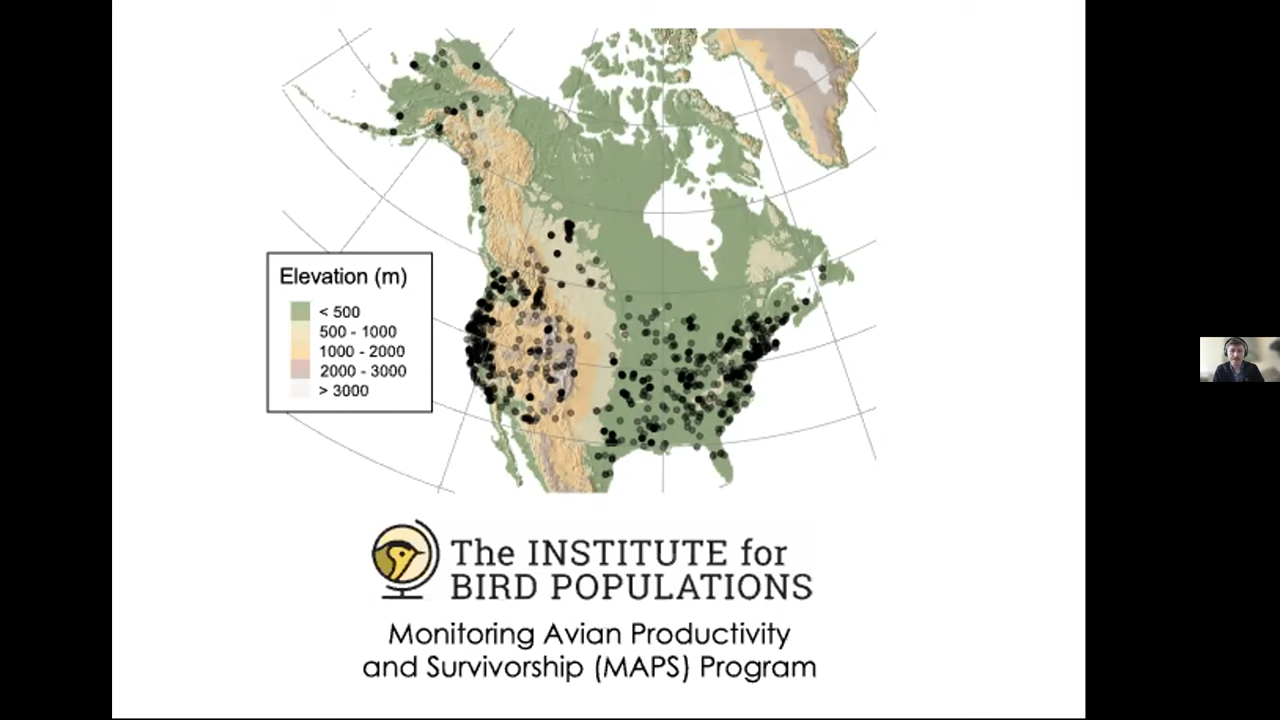 Elevation (m)
< 500
500 - 1000
1000 - 2000
2000 - 3000
> 3000
The INSTITUTE for
BIRD POPULATIONS
Monitoring Avian Productivity
and Survivorship (MAPS) Program